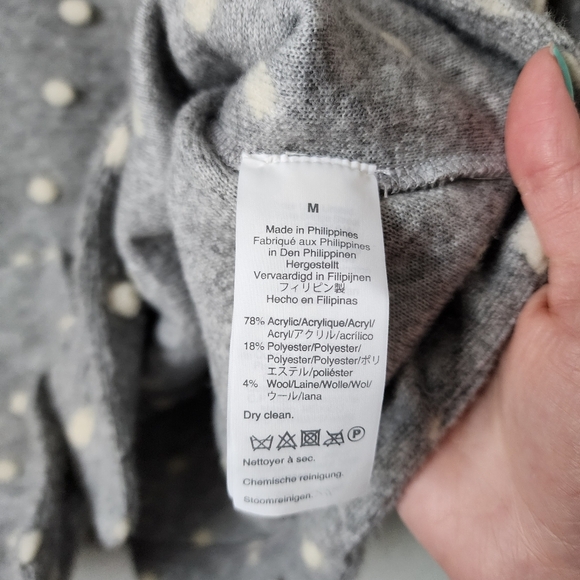 M
Made in Philippines
Fabriqué aux Philippines
in Den Philippinen
Hergestellt
Vervaardigd in Filipijnen
フィリピン製
Hecho en Filipinas
78% Acrylic/Acrylique/Acryl/
Acryl/アクリル/acrílico
18% Polyester/Polyester/
Polyester/Polyester/ポリ
エステル/poliéster
4% Wool/Laine/Wolle/Wol/
ウール/lana
Dry clean.
P
Nettoyer à sec.
Chemische reinigung.
Stoomreinigen.